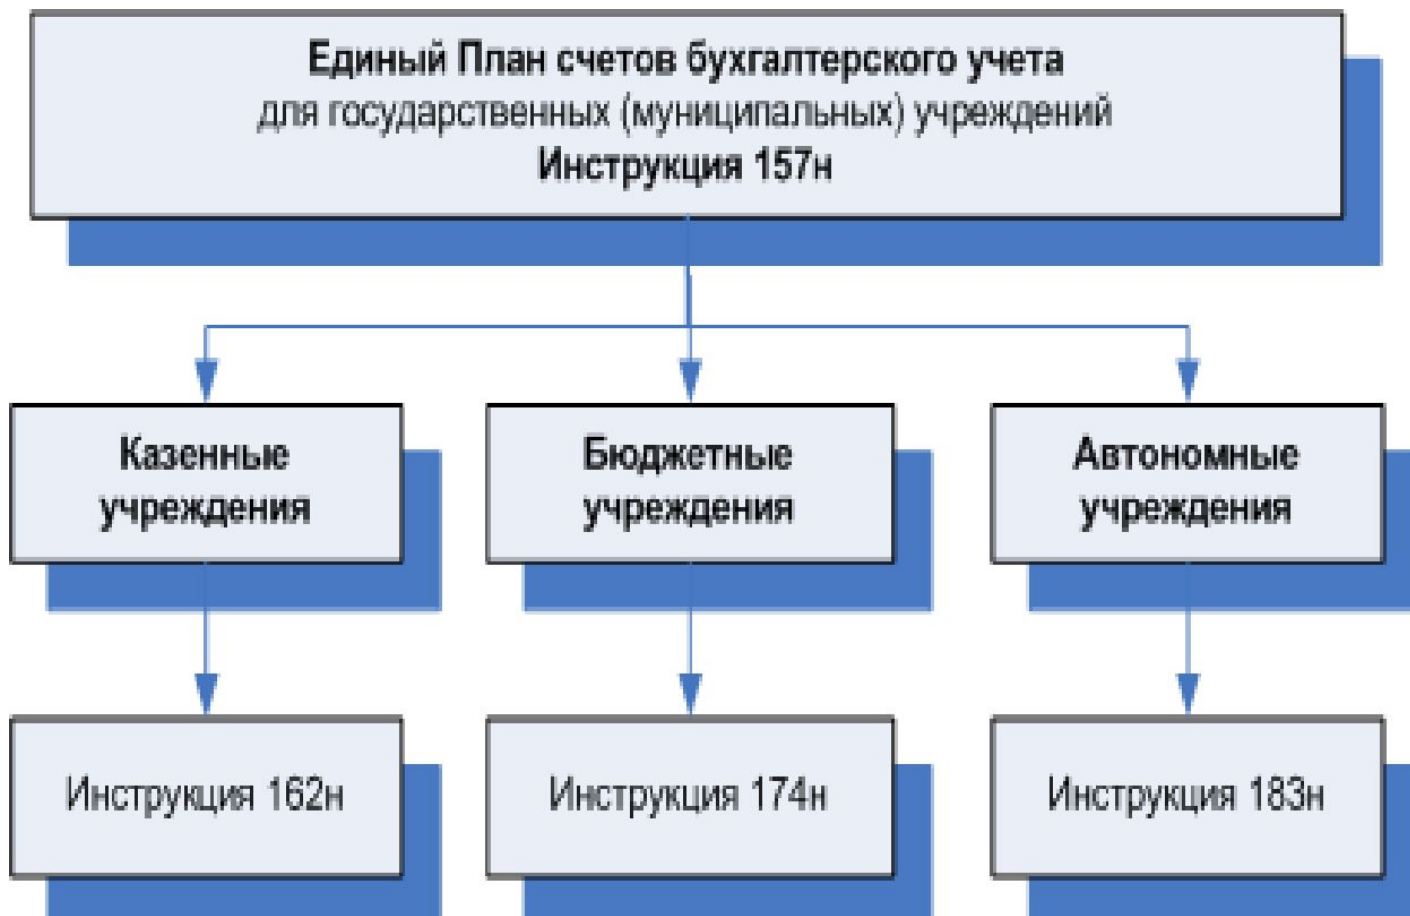 Единый План счетов бухгалтерского учета
для государственных (муниципальных) учреждений
Инструкция 157н
Казенные
учреждения
Бюджетные
учреждения
Автономные
учреждения
Инструкция 162н
Инструкция 174н
Инструкция 183н